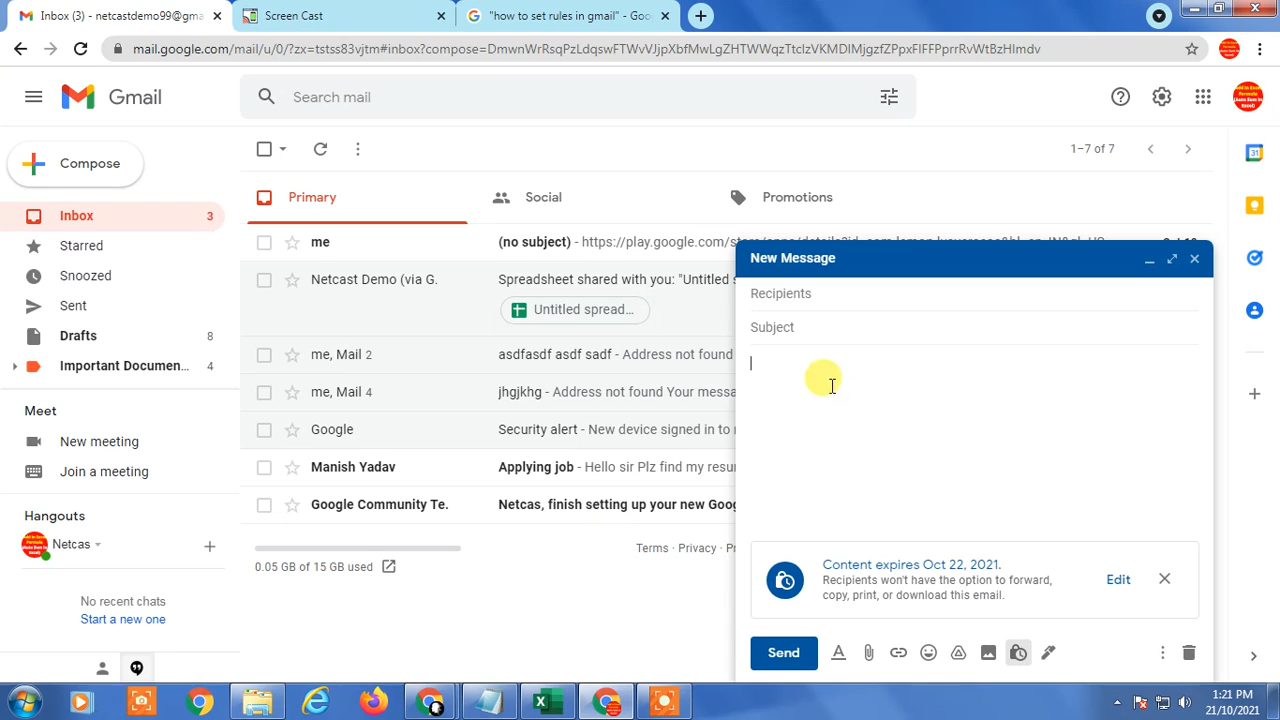 Inbox (3) - netcastdemo99@gma
Screen Cast
"how to set rules in gmail" - Goo
mail.google.com/mail/u/0/?zx=tstss83vjtm#inbox?compose=
Gmail
Search mail
Compose
1–7 of 7
Inbox 3
Primary
Social
Promotions
Starred
Snoozed
Sent
Drafts 8
Important Documen... 4
me (no subject) - https://play.google.com/
Netcast Demo (via G. Spreadsheet shared with you: "Untitled s
Untitled spread...
me, Mail 2 asdfasdf asdf sadf - Address not found
me, Mail 4 jhgjkhg - Address not found Your messa
Google Security alert - New device signed in to
Manish Yadav Applying job - Hello sir Plz find my resu
Google Community Te. Netcas, finish setting up your new Goog
Terms · Privacy · Pr
0.05 GB of 15 GB used
Meet
New meeting
Join a meeting
Hangouts
Netcas
No recent chats
Start a new one
New Message
Recipients
Subject
Content expires Oct 22, 2021.
Recipients won't have the option to forward,
copy, print, or download this email.
Edit
Send
1:21 PM
21/10/2021